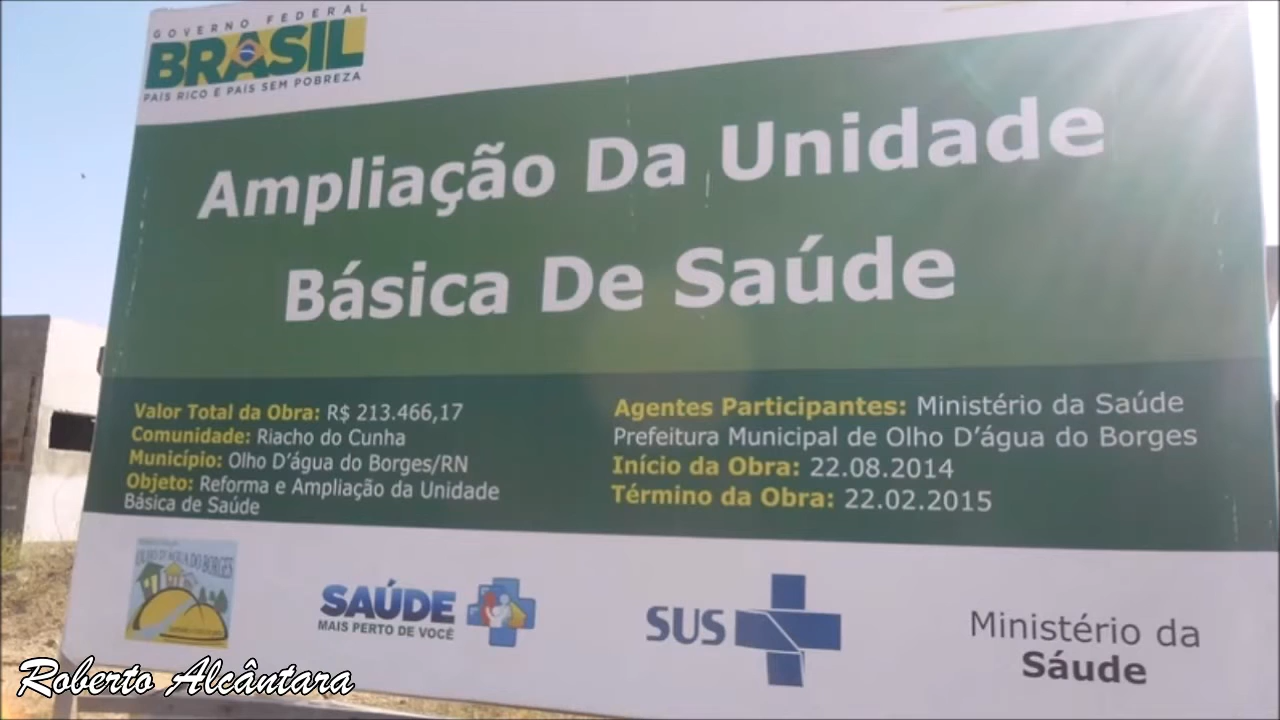 GOVERNO FEDERAL
BRASIL
PAÍS RICO E PAÍS SEM POBREZA
Ampliação Da Unidade
Básica De Saúde
Valor Total da Obra: R$ 213.466,17
Comunidade: Riacho do Cunha
Município: Olho D'água do Borges/RN
Objeto: Reforma e Ampliação da Unidade
Básica de Saúde
Agentes Participantes: Ministério da Saúde
Prefeitura Municipal de Olho D'água do Borges
Início da Obra: 22.08.2014
Término da Obra: 22.02.2015
OLHO D'ÁGUA DO BORGES
SAÚDE
MAIS PERTO DE VOCÊ
SUS
Ministério da
Sáude
Roberto Alcântara